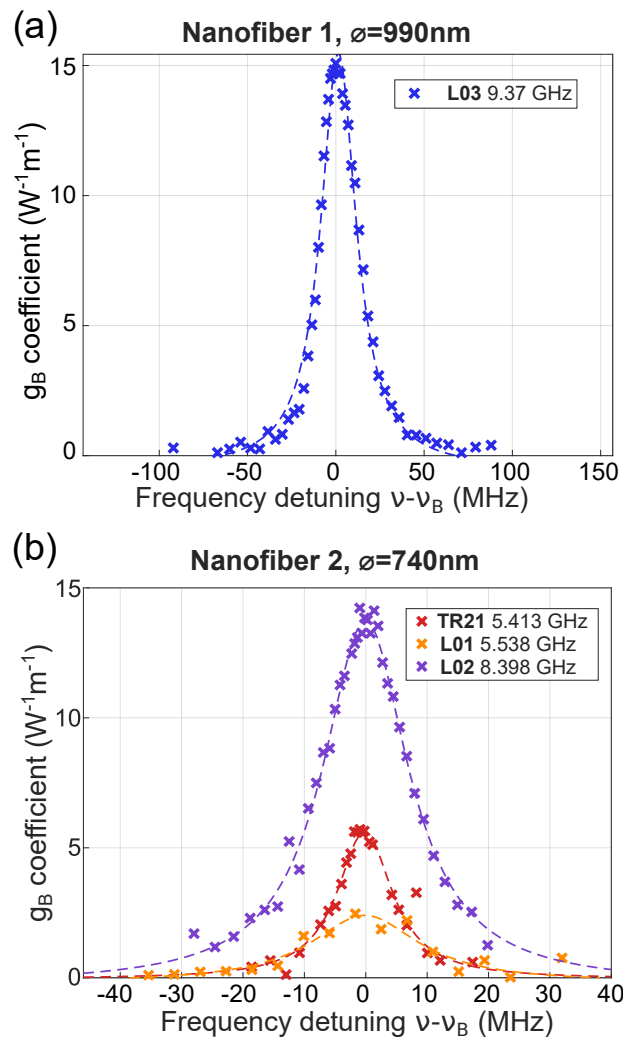 (a)
Nanofiber 1, ⌀=990nm
15
10
5
0
g_B coefficient (W⁻¹m⁻¹)
L03 9.37 GHz
-100 -50 0 50 100 150
Frequency detuning ν-ν_B (MHz)
(b)
Nanofiber 2, ⌀=740nm
15
10
5
0
g_B coefficient (W⁻¹m⁻¹)
TR21 5.413 GHz
L01 5.538 GHz
L02 8.398 GHz
-40 -30 -20 -10 0 10 20 30 40
Frequency detuning ν-ν_B (MHz)